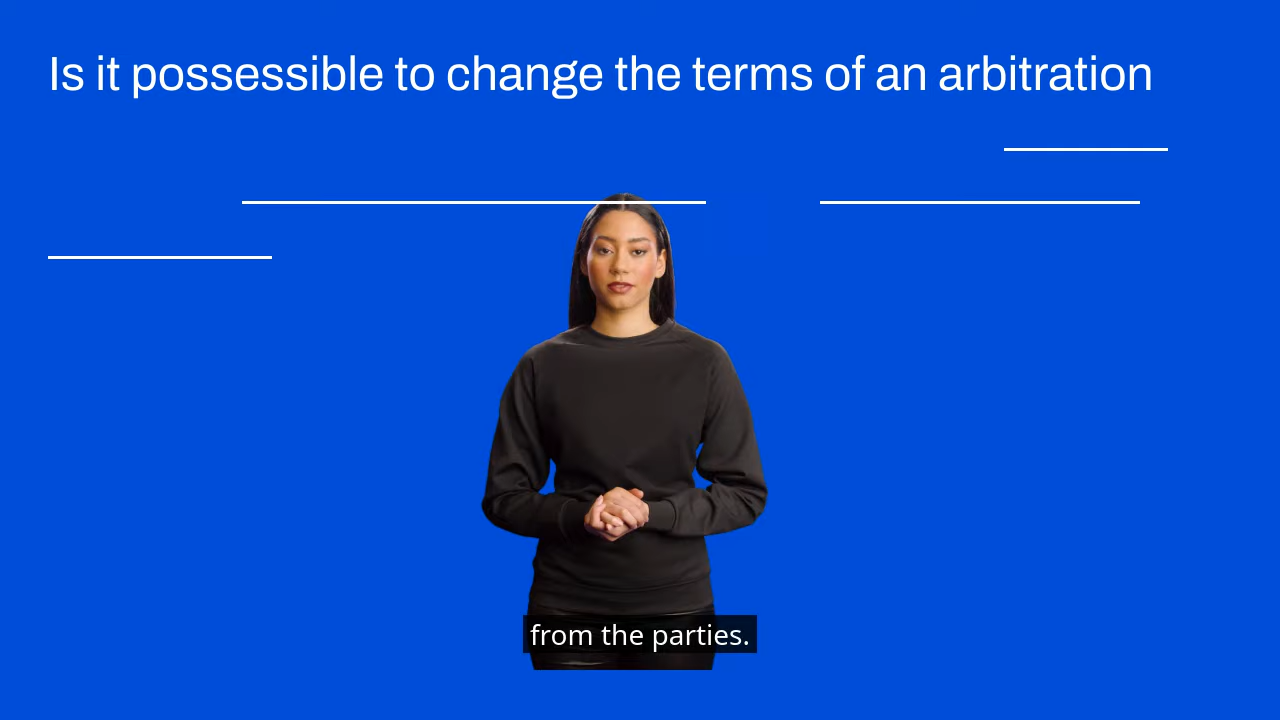 Is it possessible to change the terms of an arbitration
from the parties.